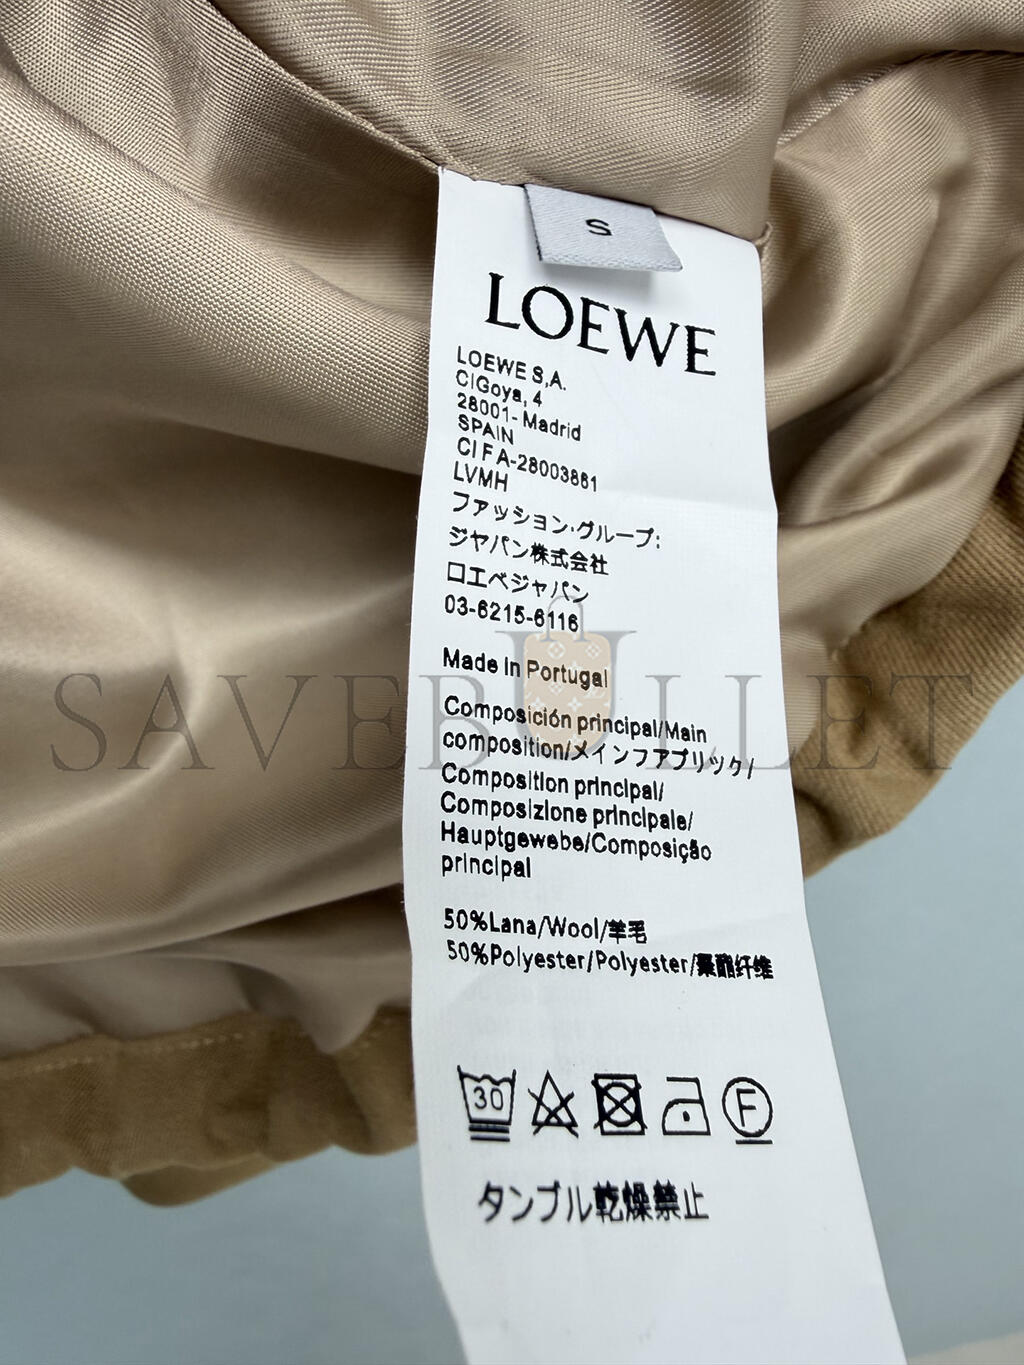 S
LOEWE
LOEWE S,A.
C/Goya, 4
28001- Madrid
SPAIN
CIF A-28003861
LVMH
ファッション・グループ:
ジャパン株式会社
ロエベジャパン
03-6215-6116
Made In Portugal
Composición principal/Main
composition/メインファブリック/
Composition principal/
Composizione principale/
Hauptgewebe/Composição
principal
50%Lana/Wool/羊毛
50%Polyester/Polyester/聚酯纤维
30
F
タンブル乾燥禁止
SAVEBULLET